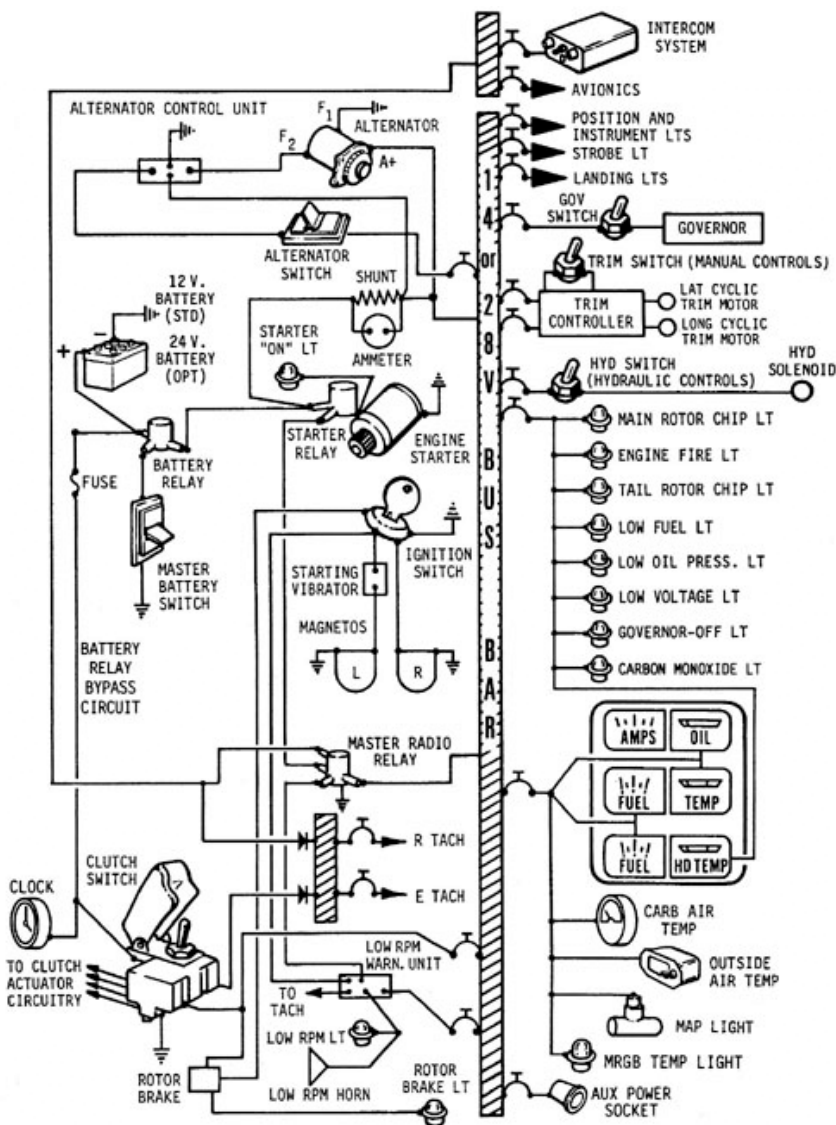 INTERCOM
SYSTEM
AVIONICS
ALTERNATOR CONTROL UNIT
F1
ALTERNATOR
F2
A+
POSITION AND
INSTRUMENT LTS
STROBE LT
LANDING LTS
GOV
SWITCH
GOVERNOR
ALTERNATOR
SWITCH
TRIM SWITCH (MANUAL CONTROLS)
12 V.
BATTERY
(STD)
24 V.
BATTERY
(OPT)
-
+
SHUNT
AMMETER
STARTER
"ON" LT
TRIM
CONTROLLER
LAT CYCLIC
TRIM MOTOR
LONG CYCLIC
TRIM MOTOR
HYD SWITCH
(HYDRAULIC CONTROLS)
HYD
SOLENOID
14 or 28 V BUS BAR
STARTER
RELAY
ENGINE
STARTER
BATTERY
RELAY
FUSE
MASTER
BATTERY
SWITCH
IGNITION
SWITCH
STARTING
VIBRATOR
MAGNETOS
L
R
MAIN ROTOR CHIP LT
ENGINE FIRE LT
TAIL ROTOR CHIP LT
LOW FUEL LT
LOW OIL PRESS. LT
LOW VOLTAGE LT
GOVERNOR-OFF LT
CARBON MONOXIDE LT
BATTERY
RELAY
BYPASS
CIRCUIT
MASTER RADIO
RELAY
AMPS
OIL
FUEL
TEMP
FUEL
HD TEMP
R TACH
E TACH
CLUTCH
SWITCH
CLOCK
TO CLUTCH
ACTUATOR
CIRCUITRY
LOW RPM
WARN. UNIT
TO
TACH
LOW RPM LT
LOW RPM HORN
ROTOR
BRAKE
ROTOR
BRAKE LT
CARB AIR
TEMP
OUTSIDE
AIR TEMP
MAP LIGHT
MRGB TEMP LIGHT
AUX POWER
SOCKET